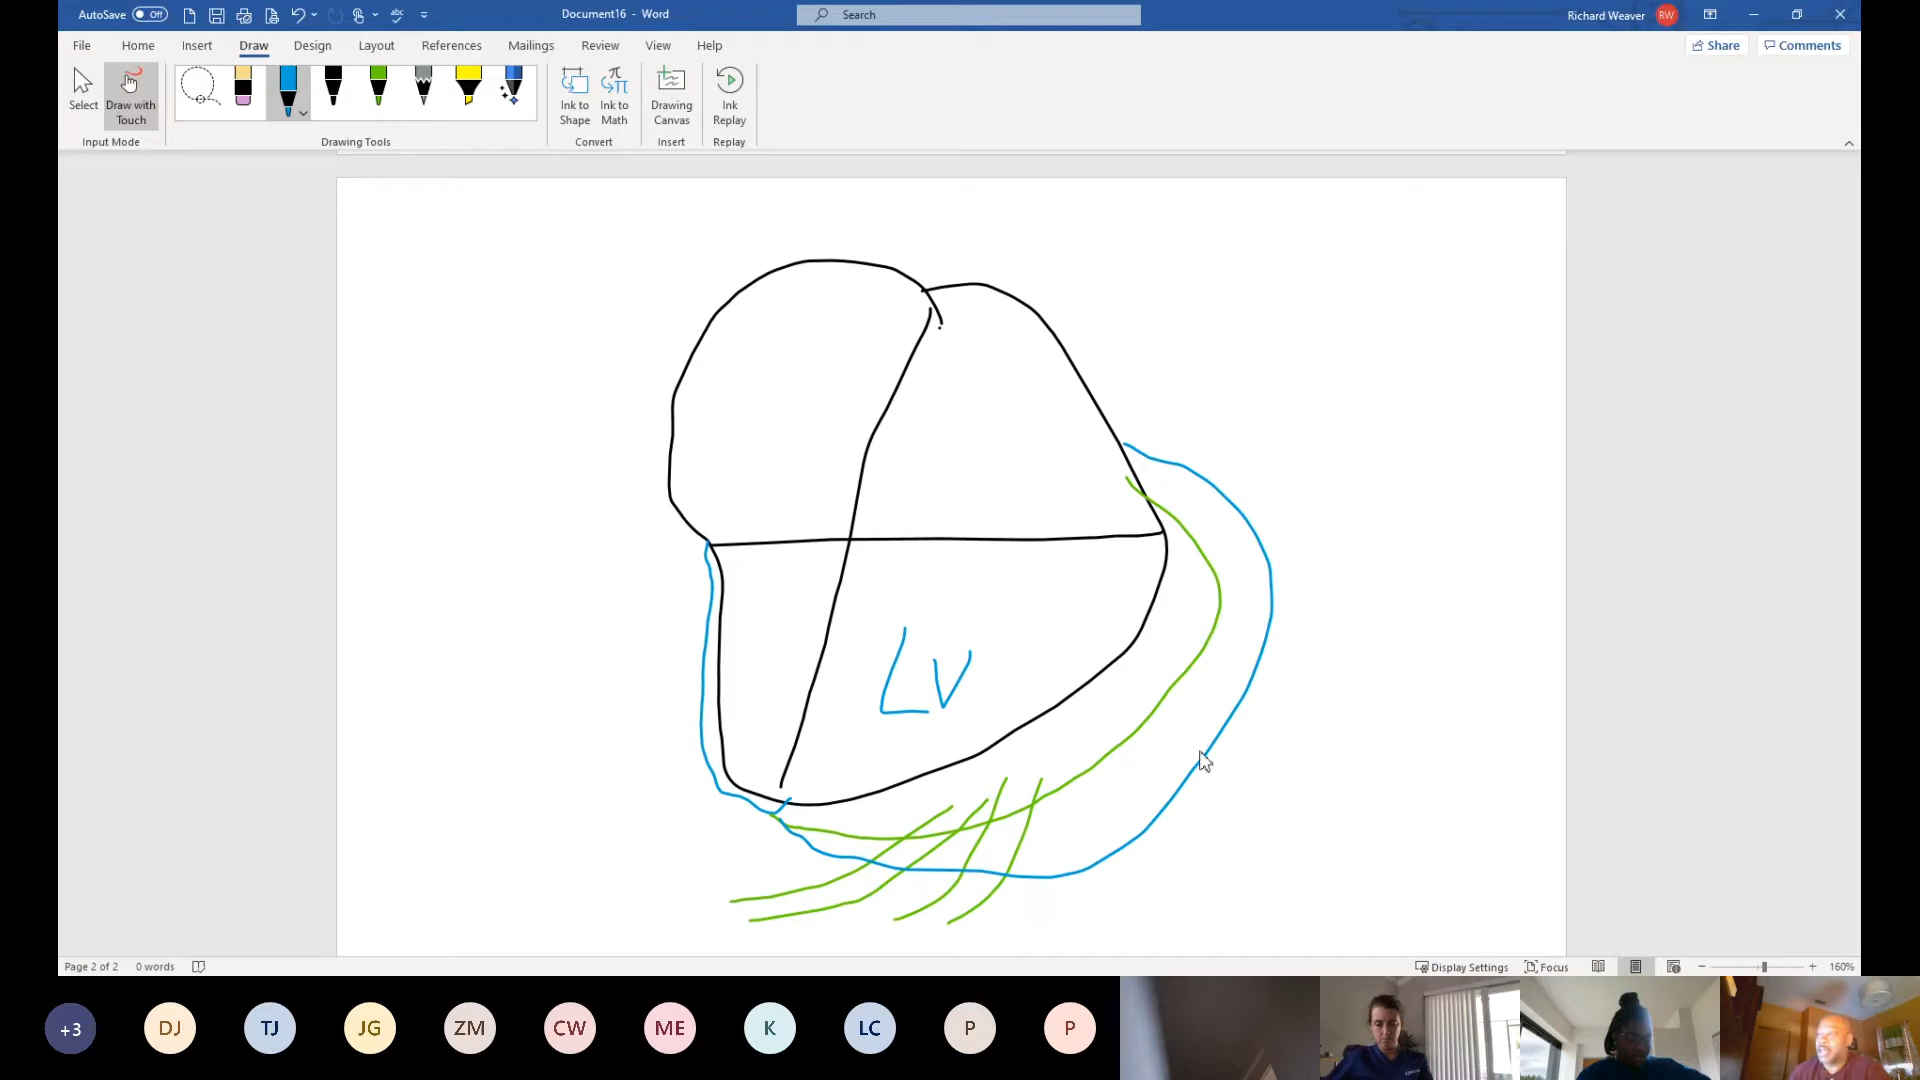 AutoSave Off Document16 - Word Search Richard Weaver RW
File Home Insert Draw Design Layout References Mailings Review View Help Share Comments
Select Draw with Touch Ink to Shape Ink to Math Drawing Canvas Ink Replay
Input Mode Drawing Tools Convert Insert Replay
LV
Page 2 of 2 0 words Display Settings Focus 160%
+3 DJ TJ JG ZM CW ME K LC P P